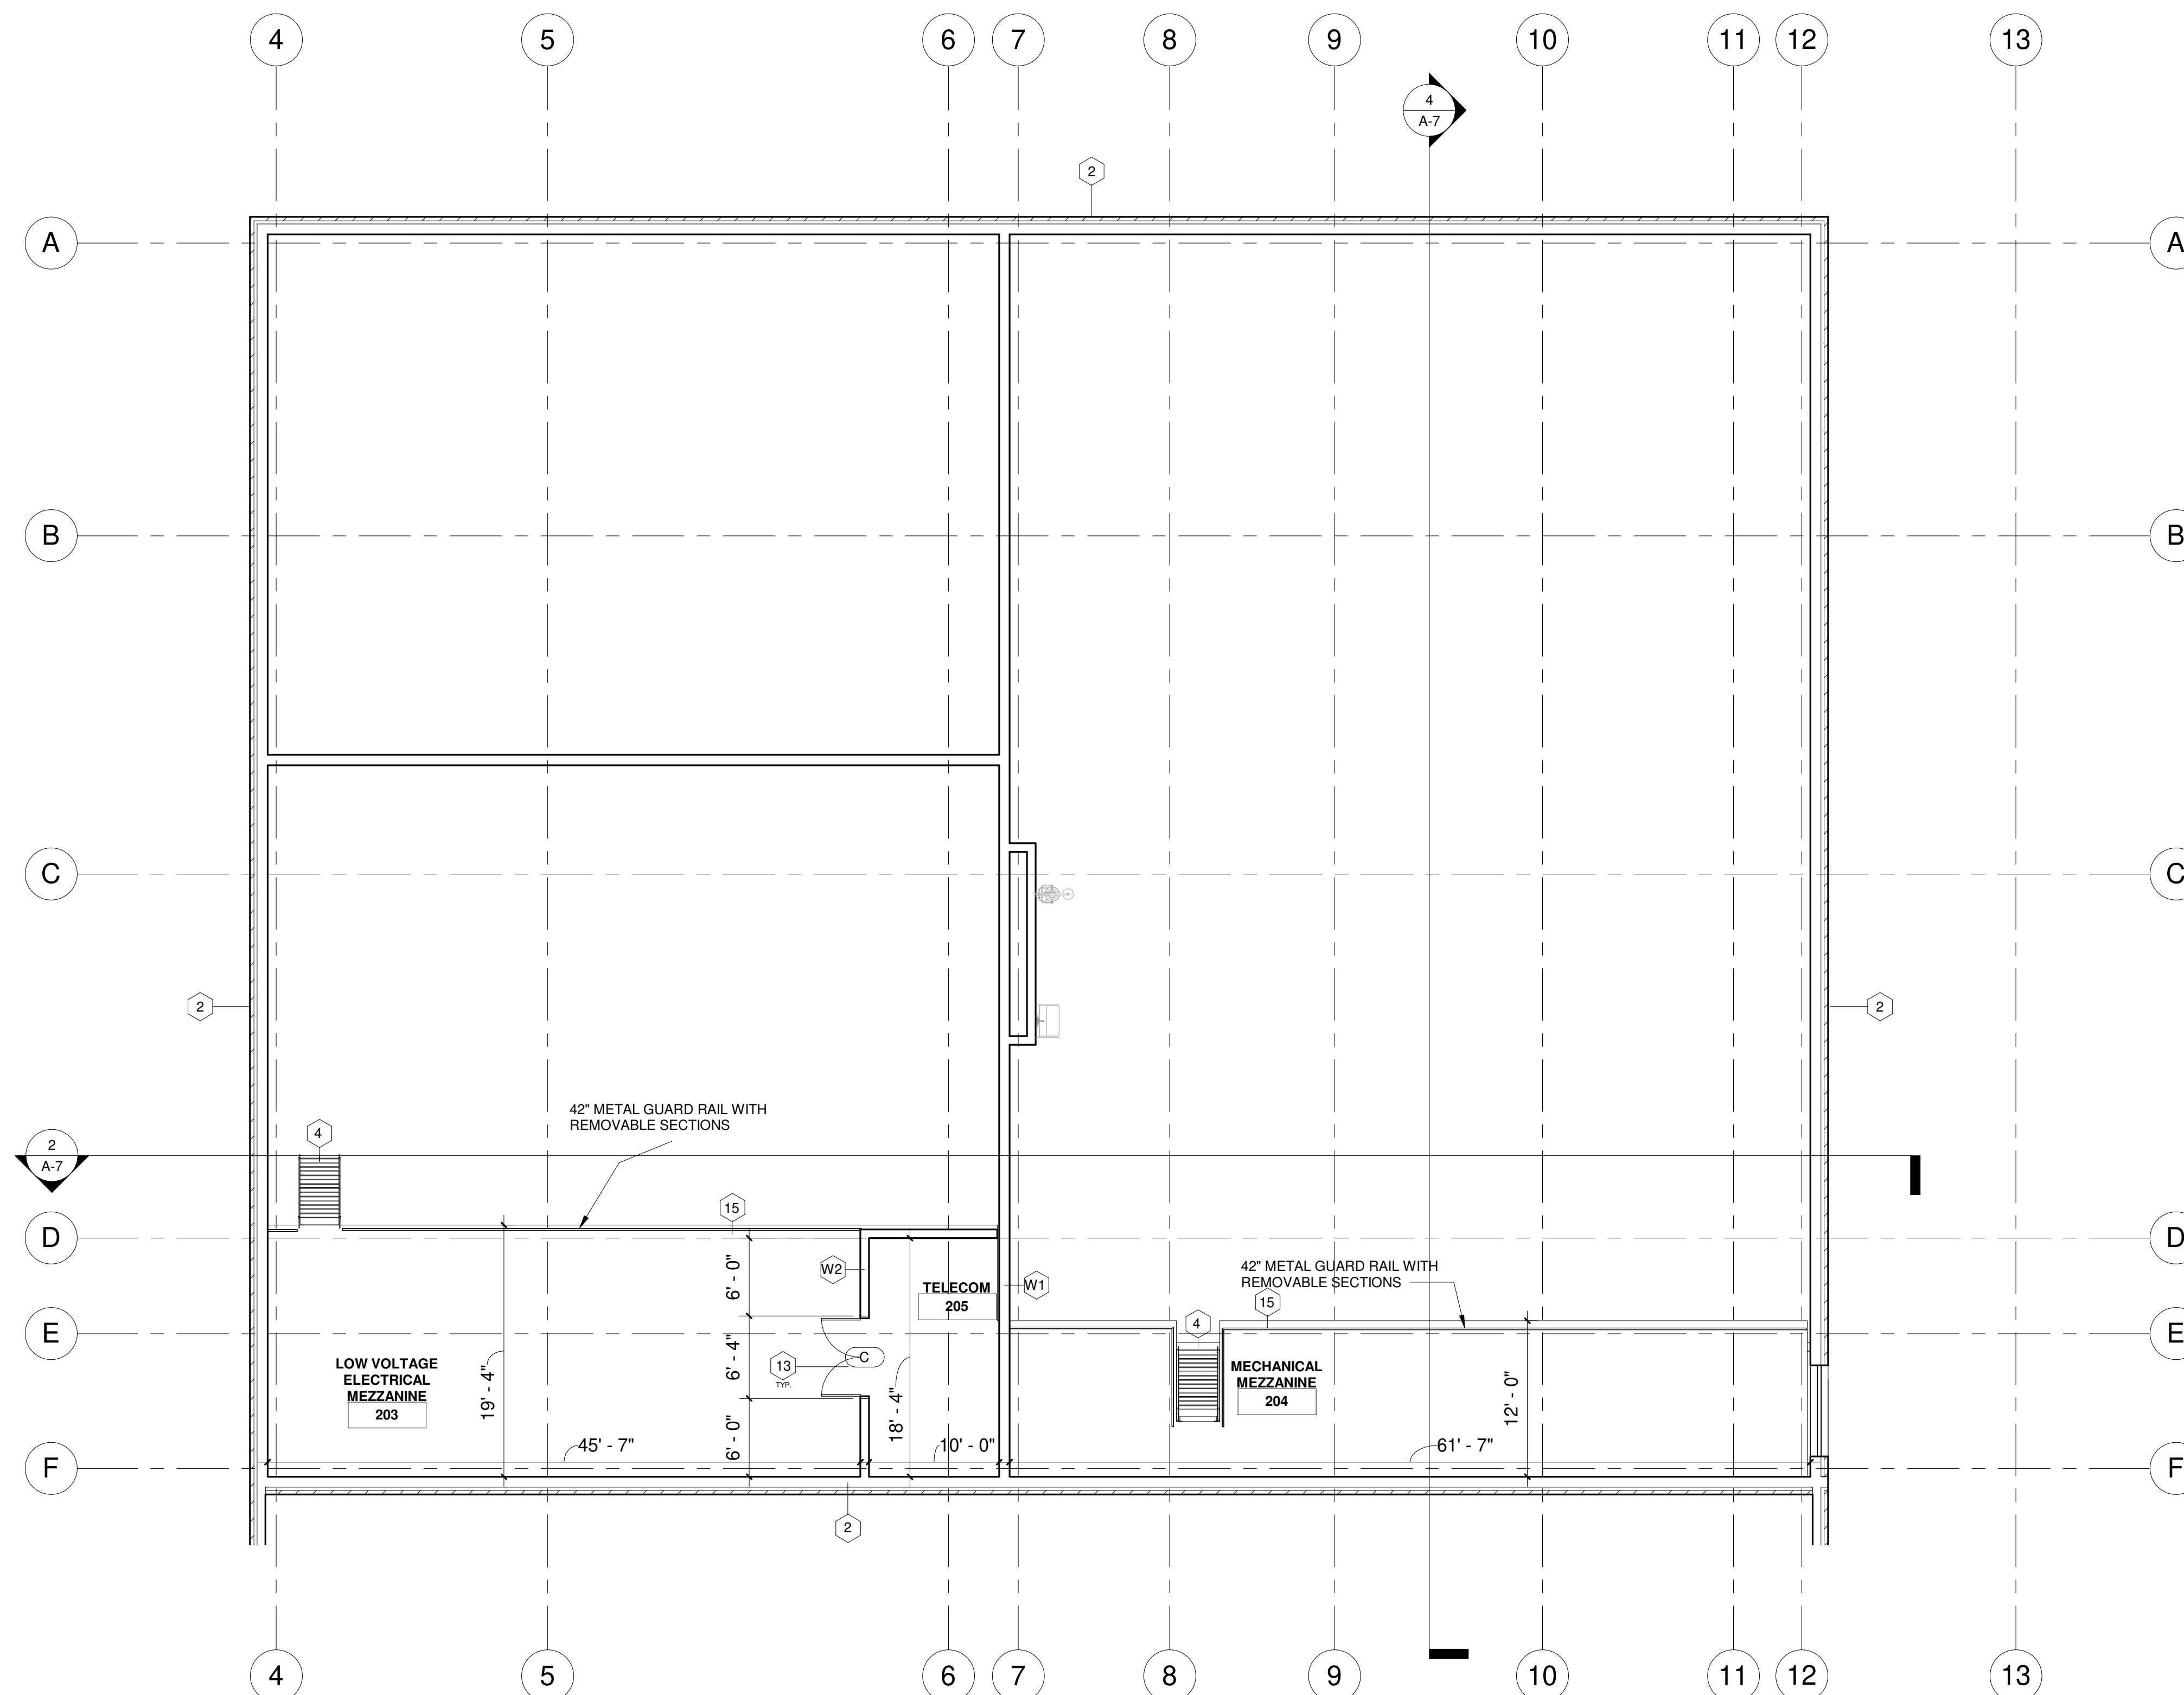 4 5 6 7 8 9 10 11 12 13
4
A-7
2
A A
B B
C C
2 2
42" METAL GUARD RAIL WITH
REMOVABLE SECTIONS
4
2
A-7
15
D D
W2
6' - 0"
TELECOM
205
W1
42" METAL GUARD RAIL WITH
REMOVABLE SECTIONS
15
4
E E
LOW VOLTAGE
ELECTRICAL
MEZZANINE
203
19' - 4"
6' - 4"
13
TYP.
C
18' - 4"
MECHANICAL
MEZZANINE
204
12' - 0"
45' - 7"
6' - 0"
10' - 0"
61' - 7"
F F
2
4 5 6 7 8 9 10 11 12 13